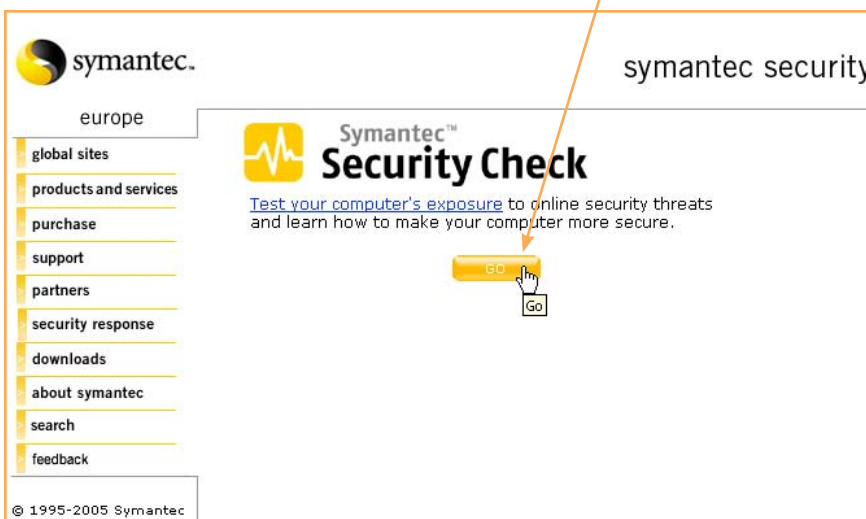 symantec.
symantec security
europe
global sites
products and services
purchase
support
partners
security response
downloads
about symantec
search
feedback
© 1995-2005 Symantec
Symantec™
Security Check
Test your computer's exposure to online security threats
and learn how to make your computer more secure.
GO
Go